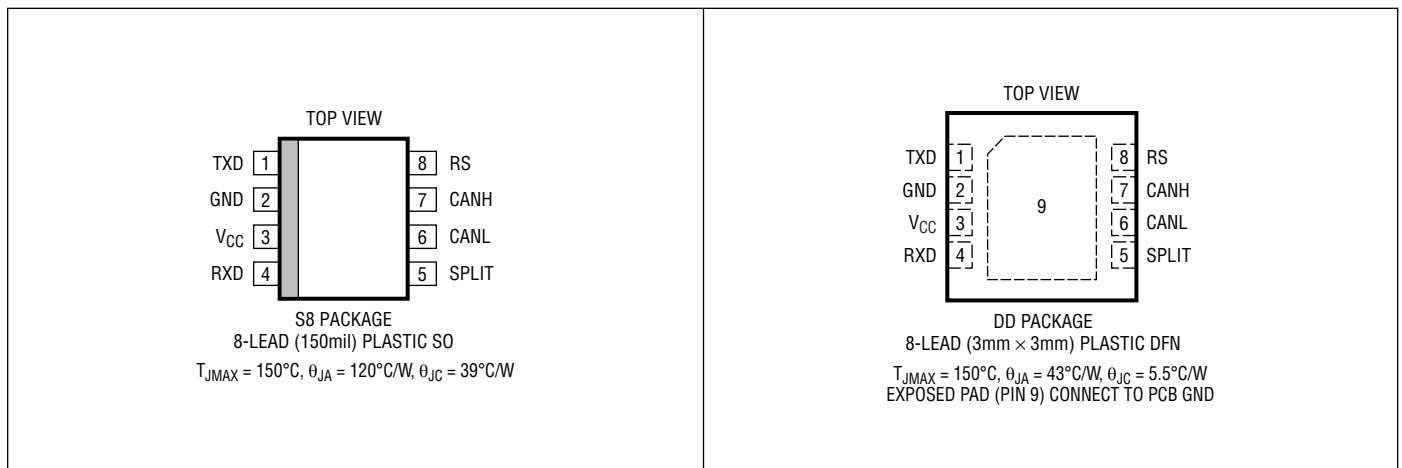 TOP VIEW
TXD 1 8 RS
GND 2 7 CANH
VCC 3 6 CANL
RXD 4 5 SPLIT
S8 PACKAGE
8-LEAD (150mil) PLASTIC SO
TJMAX = 150°C, θJA = 120°C/W, θJC = 39°C/W
TOP VIEW
TXD 1 8 RS
GND 2 7 CANH
9
VCC 3 6 CANL
RXD 4 5 SPLIT
DD PACKAGE
8-LEAD (3mm × 3mm) PLASTIC DFN
TJMAX = 150°C, θJA = 43°C/W, θJC = 5.5°C/W
EXPOSED PAD (PIN 9) CONNECT TO PCB GND